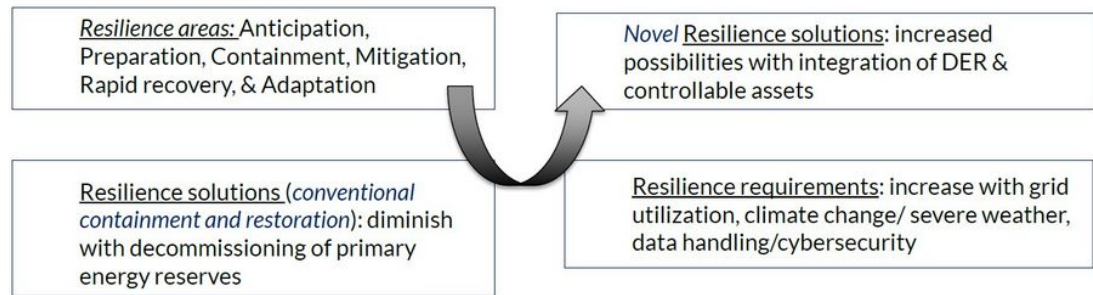 Resilience areas: Anticipation,
Preparation, Containment, Mitigation,
Rapid recovery, & Adaptation
Novel Resilience solutions: increased
possibilities with integration of DER &
controllable assets
Resilience solutions (conventional
containment and restoration): diminish
with decommissioning of primary
energy reserves
Resilience requirements: increase with grid
utilization, climate change/ severe weather,
data handling/cybersecurity